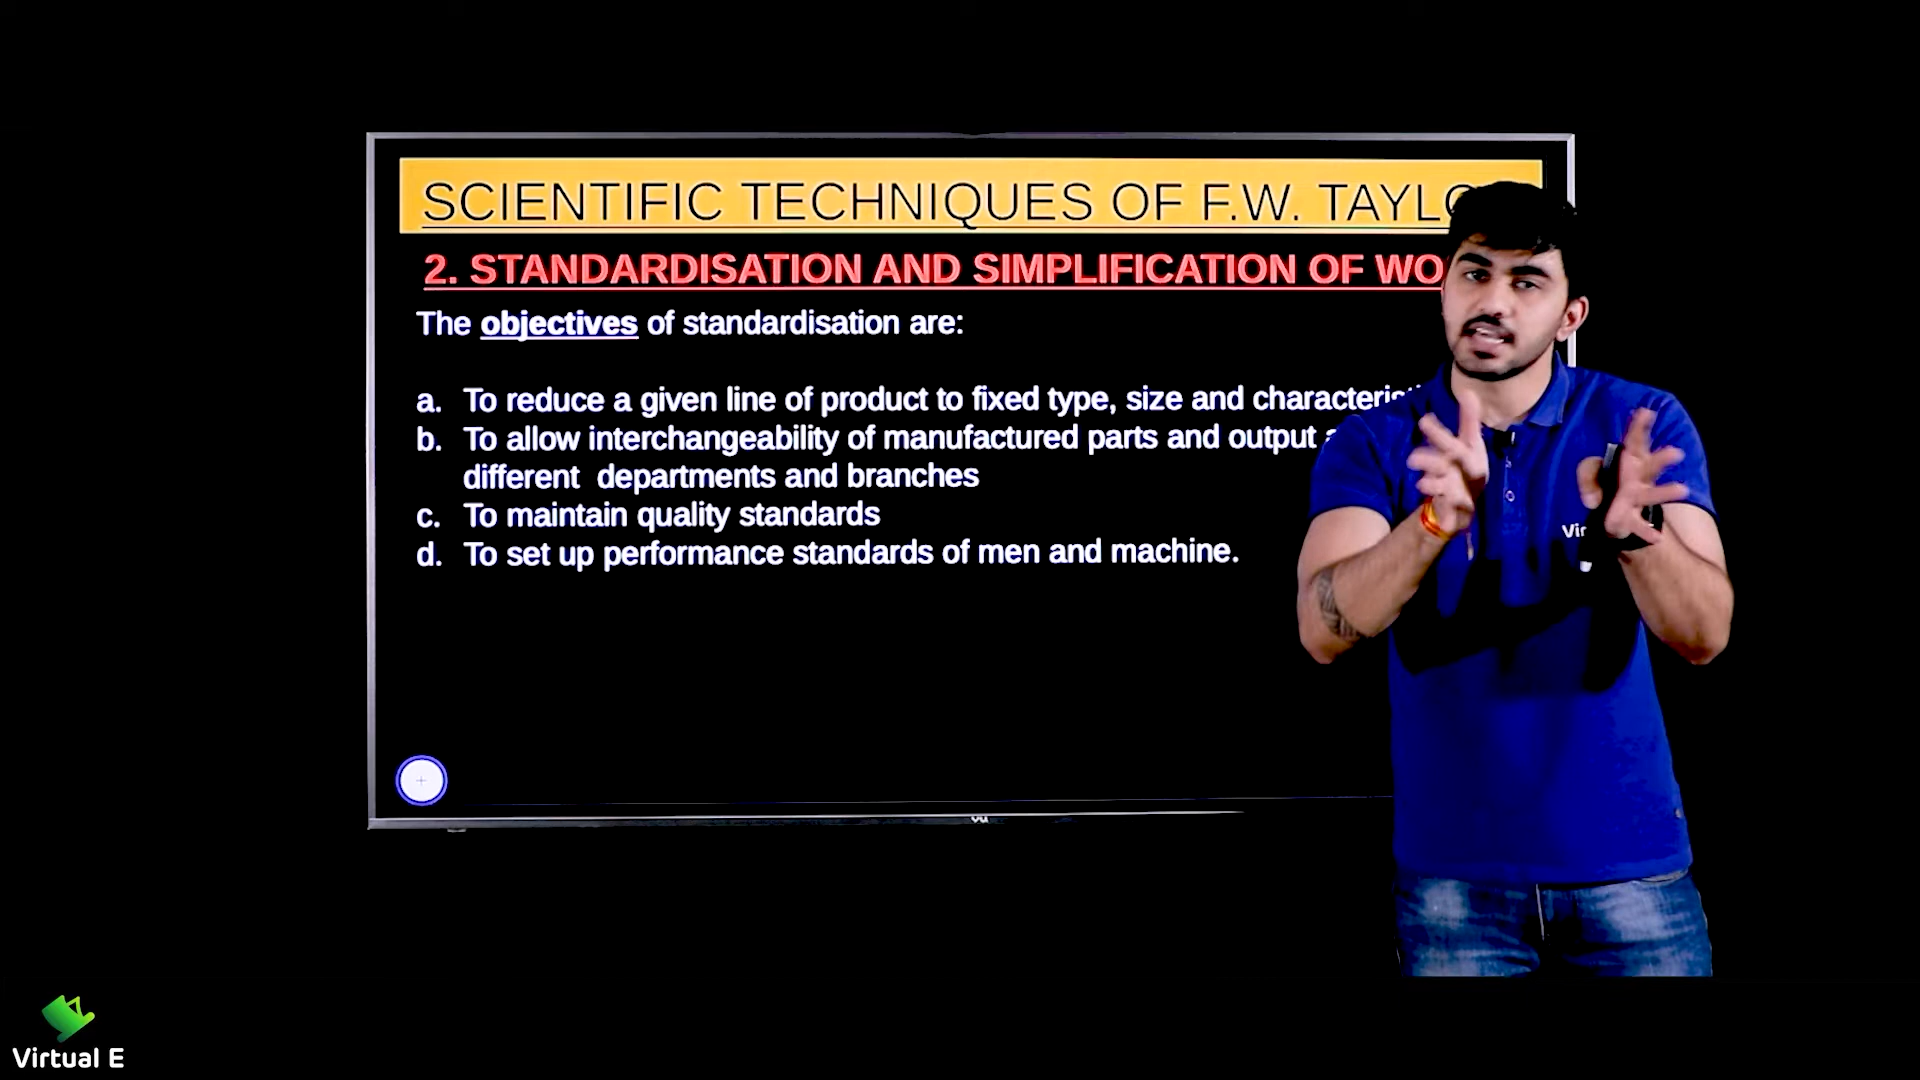 SCIENTIFIC TECHNIQUES OF F.W. TAYLO
2. STANDARDISATION AND SIMPLIFICATION OF WO
The objectives of standardisation are:
a. To reduce a given line of product to fixed type, size and
b. To allow interchangeability of manufactured parts and output
different departments and branches
c. To maintain quality standards
d. To set up performance standards of men and machine.
Vir
Virtual E